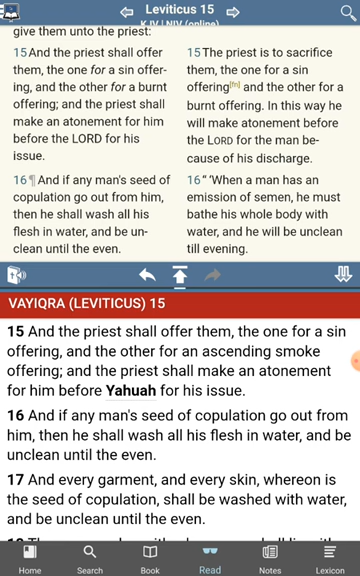 Leviticus 15
KJV | NIV (online)
give them unto the priest:
15 And the priest shall offer
them, the one for a sin offer-
ing, and the other for a burnt
offering; and the priest shall
make an atonement for him
before the LORD for his
issue.
16 ¶ And if any man's seed of
copulation go out from him,
then he shall wash all his
flesh in water, and be un-
clean until the even.
15 The priest is to sacrifice
them, the one for a sin
offering[fn] and the other for a
burnt offering. In this way he
will make atonement before
the LORD for the man be-
cause of his discharge.
16 “ ‘When a man has an
emission of semen, he must
bathe his whole body with
water, and he will be unclean
till evening.
VAYIQRA (LEVITICUS) 15
15 And the priest shall offer them, the one for a sin
offering, and the other for an ascending smoke
offering; and the priest shall make an atonement
for him before Yahuah for his issue.
16 And if any man's seed of copulation go out from
him, then he shall wash all his flesh in water, and be
unclean until the even.
17 And every garment, and every skin, whereon is
the seed of copulation, shall be washed with water,
and be unclean until the even.
Home
Search
Book
Read
Notes
Lexicon